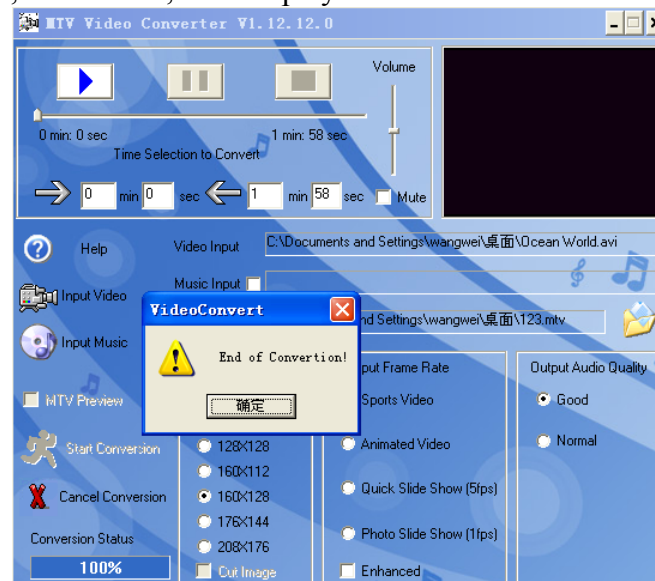 MTV Video Converter V1.12.12.0
Volume
0 min: 0 sec
1 min: 58 sec
Time Selection to Convert
0 min 0 sec 1 min 58 sec Mute
Help
Video Input C:\Documents and Settings\wangwei\桌面\Ocean World.avi
Music Input
Input Video
VideoConvert
nd Settings\wangwei\桌面\123.mtv
Input Music
End of Convertion!
确定
put Frame Rate
Output Audio Quality
MTV Preview
Sports Video
Good
Start Conversion
128X128
Animated Video
Normal
160X112
Cancel Conversion
160X128
Quick Slide Show (5fps)
176X144
Conversion Status
208X176
Photo Slide Show (1fps)
100%
Cut Image
Enhanced